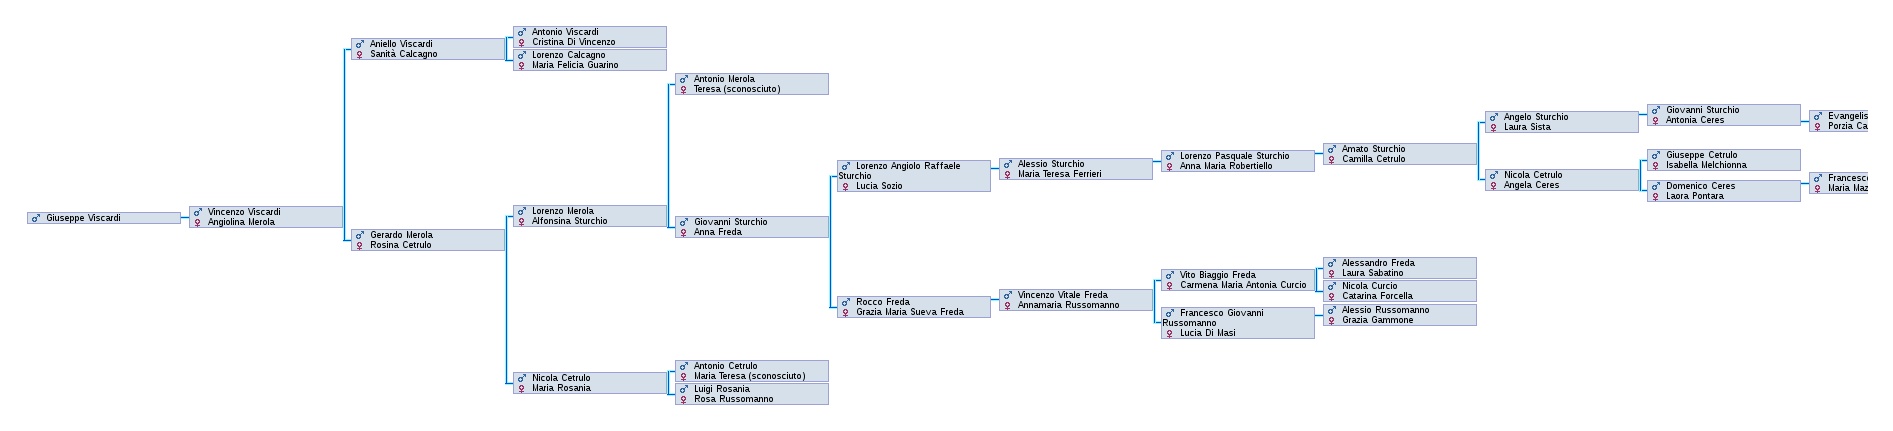 Giuseppe Viscardi
Vincenzo Viscardi
Angiolina Merola
Aniello Viscardi
Sanità Calcagno
Gerardo Merola
Rosina Cetrulo
Antonio Viscardi
Cristina Di Vincenzo
Lorenzo Calcagno
Maria Felicia Guarino
Lorenzo Merola
Alfonsina Sturchio
Nicola Cetrulo
Maria Rosania
Antonio Merola
Teresa (sconosciuto)
Giovanni Sturchio
Anna Freda
Antonio Cetrulo
Maria Teresa (sconosciuto)
Luigi Rosania
Rosa Russomanno
Lorenzo Angiolo Raffaele
Sturchio
Lucia Sozio
Rocco Freda
Grazia Maria Sueva Freda
Alessio Sturchio
Maria Teresa Ferrieri
Vincenzo Vitale Freda
Annamaria Russomanno
Lorenzo Pasquale Sturchio
Anna Maria Robertiello
Vito Biaggio Freda
Carmena Maria Antonia Curcio
Francesco Giovanni
Russomanno
Lucia Di Masi
Amato Sturchio
Camilla Cetrulo
Alessandro Freda
Laura Sabatino
Nicola Curcio
Catarina Forcella
Alessio Russomanno
Grazia Gammone
Angelo Sturchio
Laura Sista
Nicola Cetrulo
Angela Ceres
Giovanni Sturchio
Antonia Ceres
Giuseppe Cetrulo
Isabella Melchionna
Domenico Ceres
Laora Pontara
Evangelis
Porzia Ca
Francesco
Maria Maz